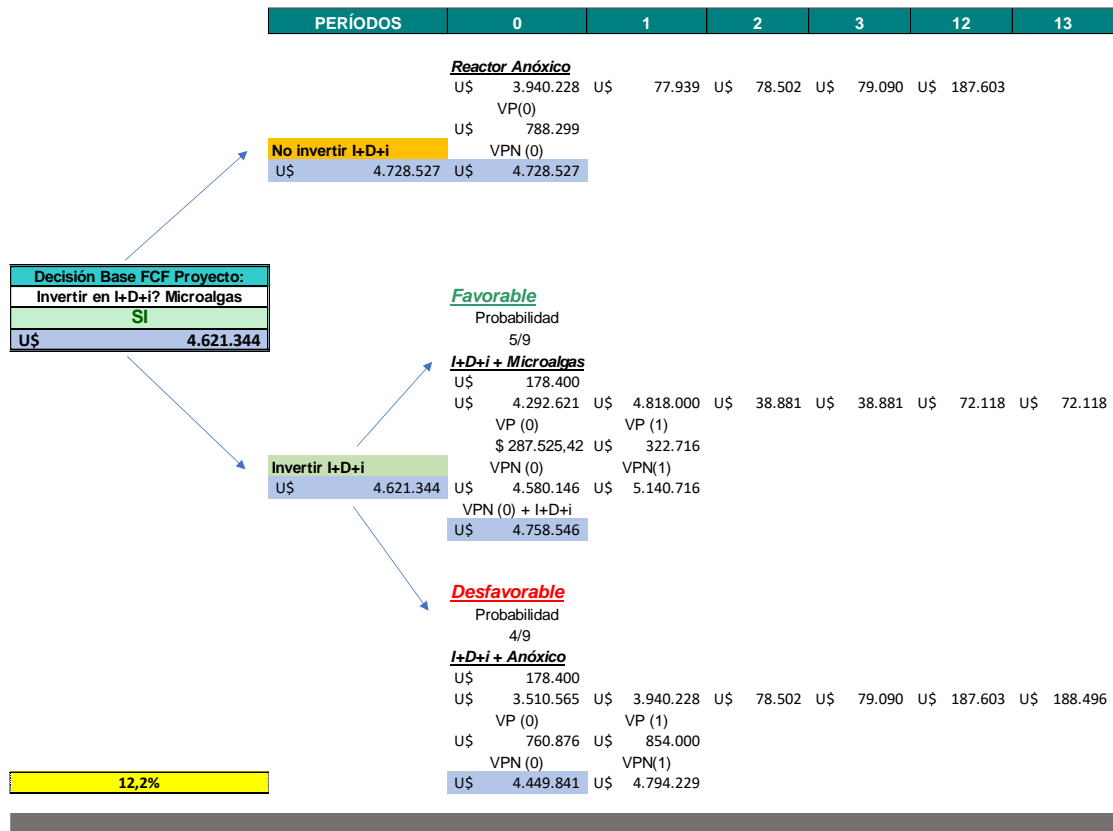 PERÍODOS 0 1 2 3 12 13
Reactor Anóxico
U$ 3.940.228 U$ 77.939 U$ 78.502 U$ 79.090 U$ 187.603
VP(0)
U$ 788.299
No invertir I+D+i VPN (0)
U$ 4.728.527 U$ 4.728.527
Decisión Base FCF Proyecto:
Invertir en I+D+i? Microalgas
SI
U$ 4.621.344
Favorable
Probabilidad
5/9
I+D+i + Microalgas
U$ 178.400
U$ 4.292.621 U$ 4.818.000 U$ 38.881 U$ 38.881 U$ 72.118 U$ 72.118
VP (0) VP (1)
$ 287.525,42 U$ 322.716
Invertir I+D+i VPN (0) VPN(1)
U$ 4.621.344 U$ 4.580.146 U$ 5.140.716
VPN (0) + I+D+i
U$ 4.758.546
Desfavorable
Probabilidad
4/9
I+D+i + Anóxico
U$ 178.400
U$ 3.510.565 U$ 3.940.228 U$ 78.502 U$ 79.090 U$ 187.603 U$ 188.496
VP (0) VP (1)
U$ 760.876 U$ 854.000
VPN (0) VPN(1)
12,2% U$ 4.449.841 U$ 4.794.229